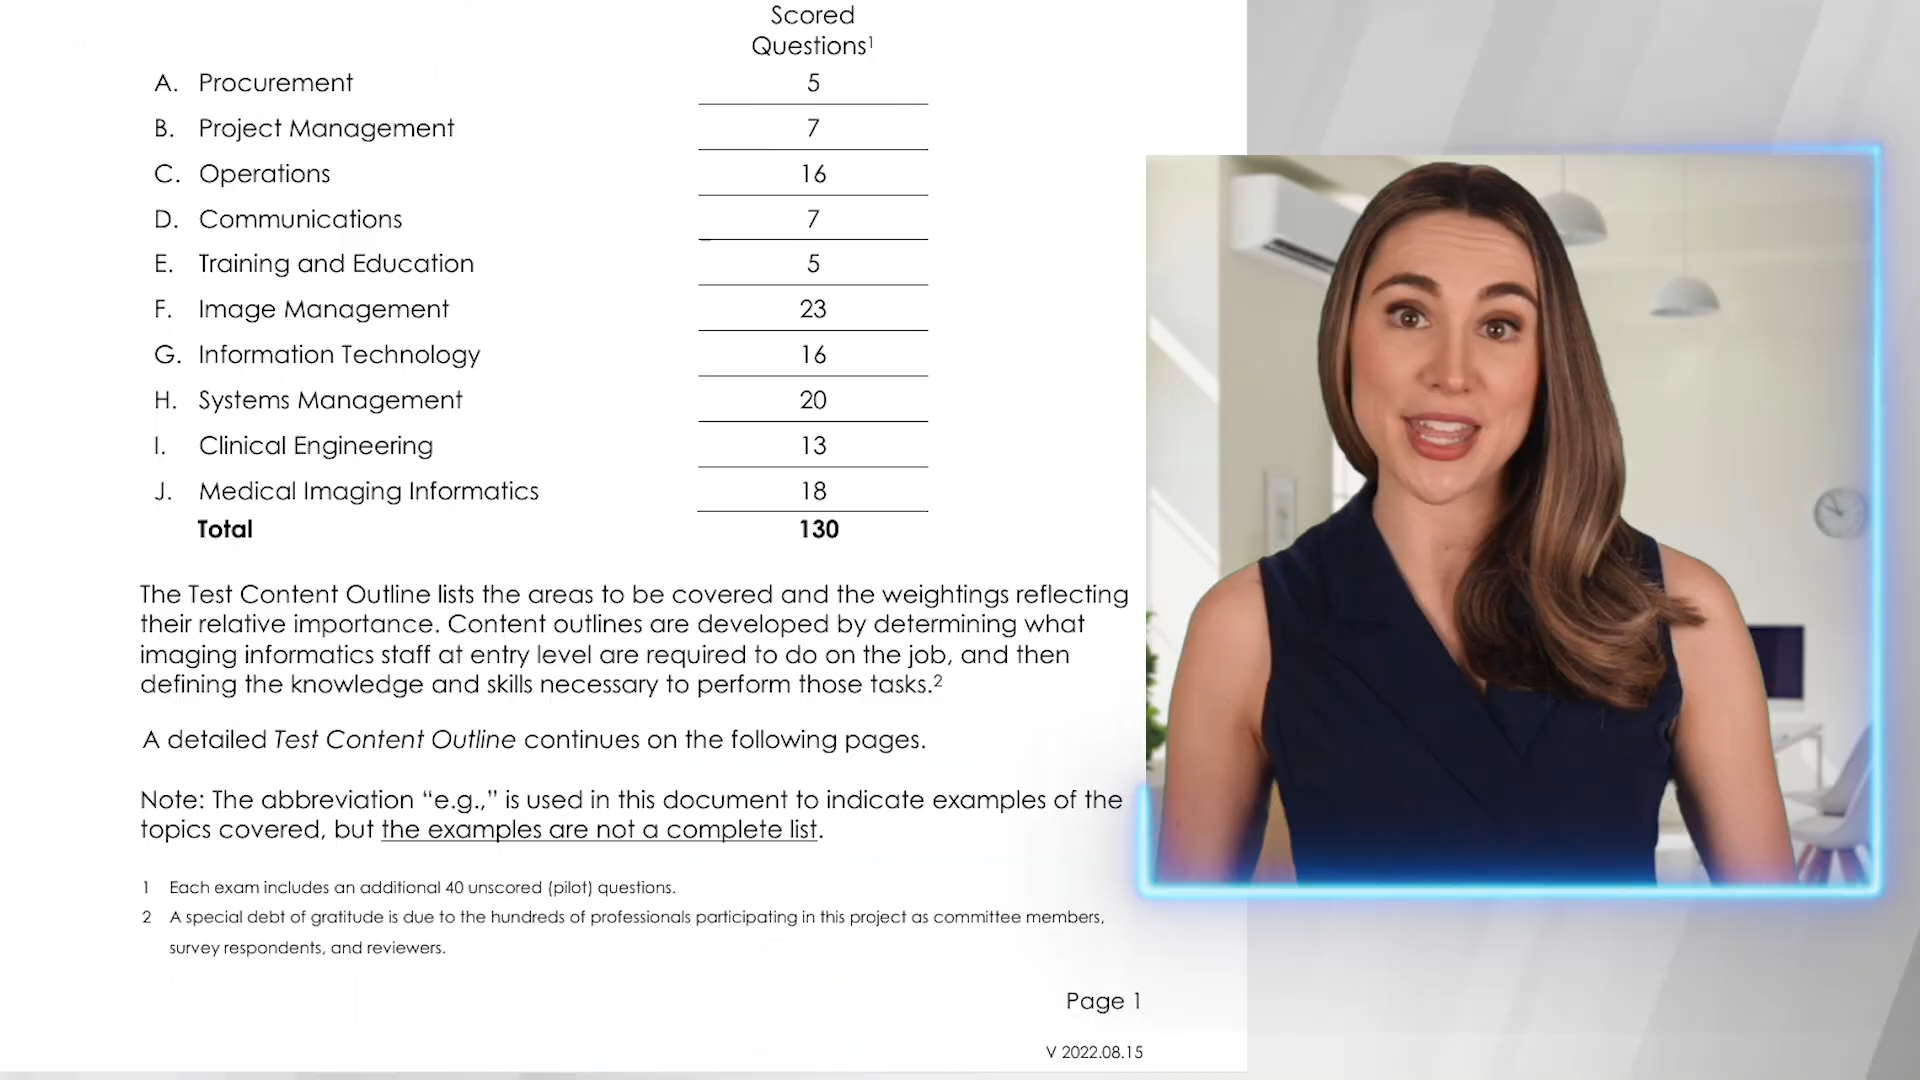 Scored
Questions1
A. Procurement 5
B. Project Management 7
C. Operations 16
D. Communications 7
E. Training and Education 5
F. Image Management 23
G. Information Technology 16
H. Systems Management 20
I. Clinical Engineering 13
J. Medical Imaging Informatics 18
Total 130
The Test Content Outline lists the areas to be covered and the weightings reflecting
their relative importance. Content outlines are developed by determining what
imaging informatics staff at entry level are required to do on the job, and then
defining the knowledge and skills necessary to perform those tasks.2
A detailed Test Content Outline continues on the following pages.
Note: The abbreviation “e.g.,” is used in this document to indicate examples of the
topics covered, but the examples are not a complete list.
1 Each exam includes an additional 40 unscored (pilot) questions.
2 A special debt of gratitude is due to the hundreds of professionals participating in this project as committee members,
survey respondents, and reviewers.
Page 1
V 2022.08.15